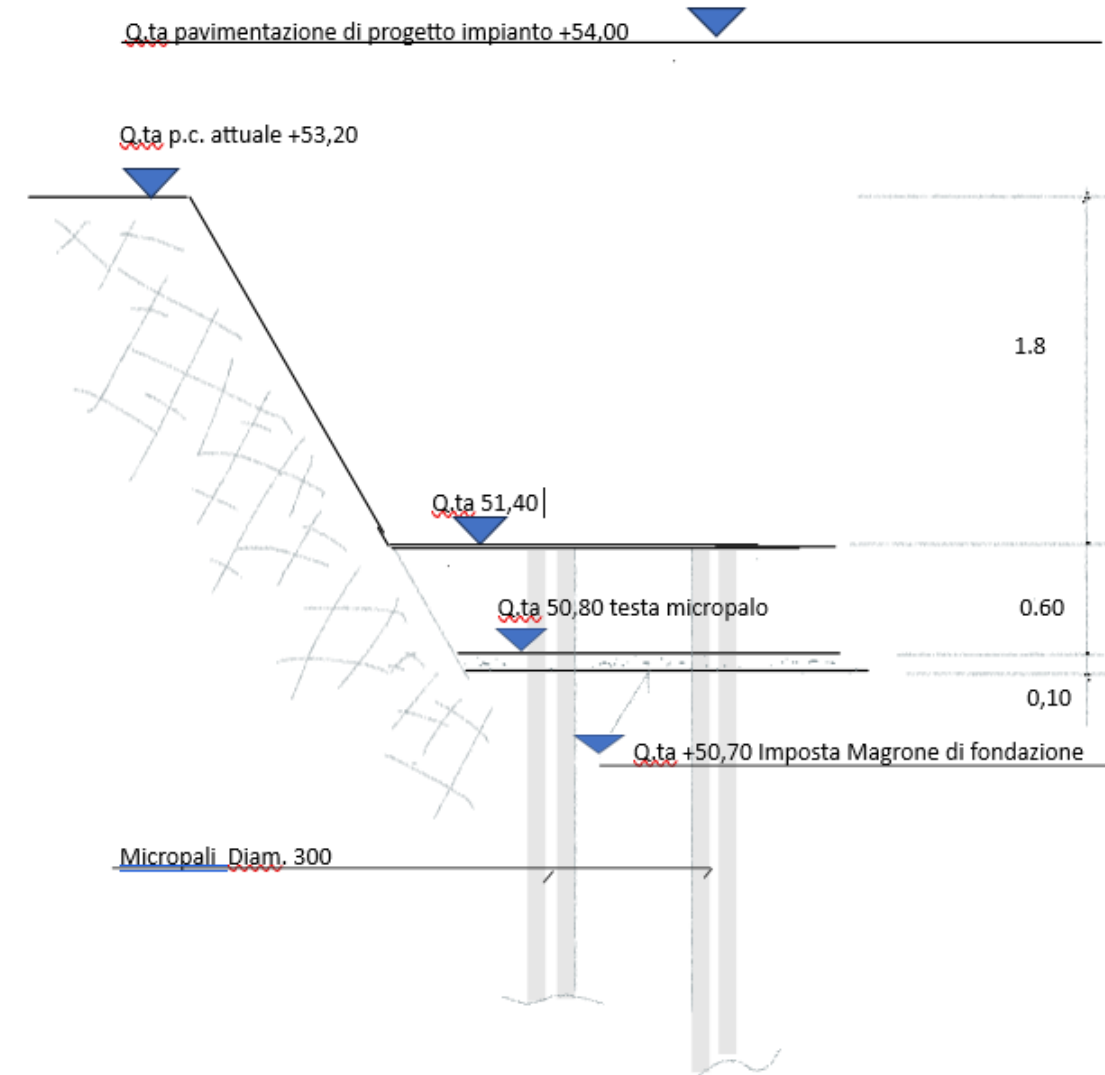 Q.ta pavimentazione di progetto impianto +54,00
Q.ta p.c. attuale +53,20
1.8
Q.ta 51,40
Q.ta 50,80 testa micropalo
0.60
0,10
Q.ta +50,70 Imposta Magrone di fondazione
Micropali Diam. 300